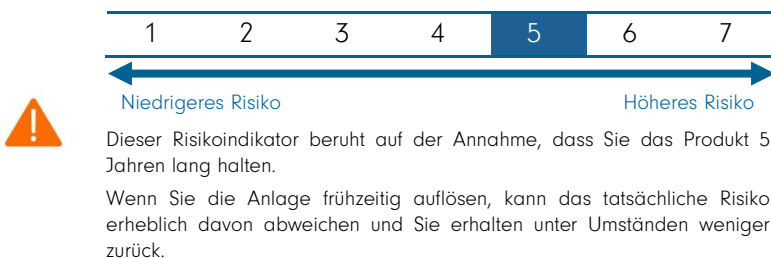 1 2 3 4 5 6 7
Niedrigeres Risiko Höheres Risiko
Dieser Risikoindikator beruht auf der Annahme, dass Sie das Produkt 5
Jahren lang halten.
Wenn Sie die Anlage frühzeitig auflösen, kann das tatsächliche Risiko
erheblich davon abweichen und Sie erhalten unter Umständen weniger
zurück.